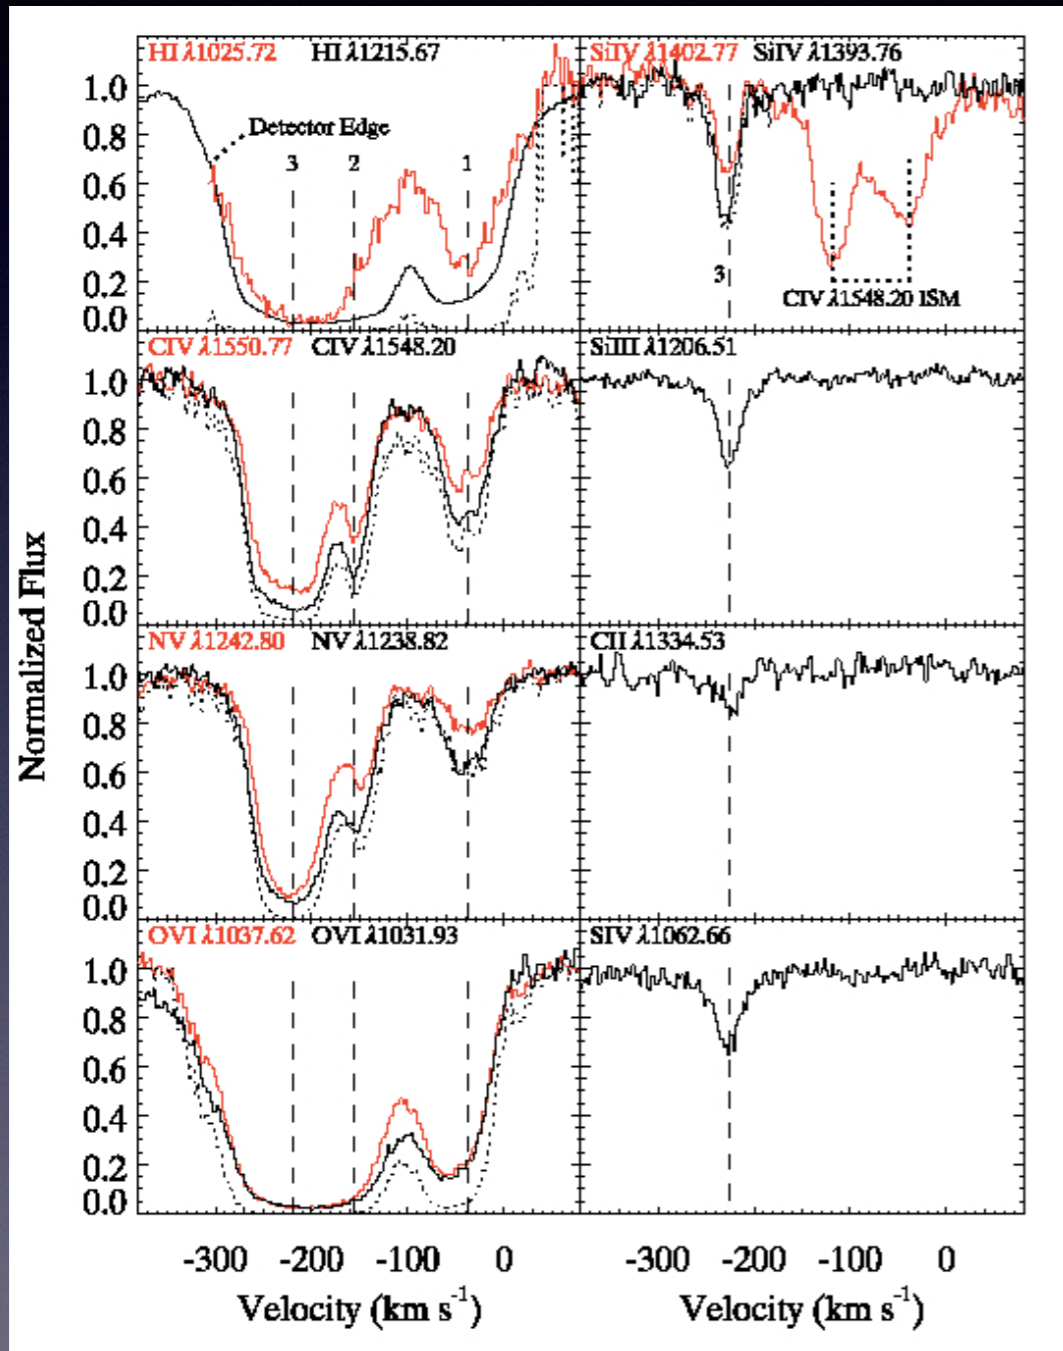 HI λ1025.72 HI λ1215.67
Detector Edge
3 2 1
1.0
0.8
0.6
0.4
0.2
0.0
SiIV λ1402.77 SiIV λ1393.76
3
CIV λ1548.20 ISM
CIV λ1550.77 CIV λ1548.20
1.0
0.8
0.6
0.4
0.2
0.0
SiIII λ1206.51
NV λ1242.80 NV λ1238.82
1.0
0.8
0.6
0.4
0.2
0.0
CII λ1334.53
OVI λ1037.62 OVI λ1031.93
1.0
0.8
0.6
0.4
0.2
0.0
SIV λ1062.66
Normalized Flux
-300 -200 -100 0
-300 -200 -100 0
Velocity (km s⁻¹)
Velocity (km s⁻¹)